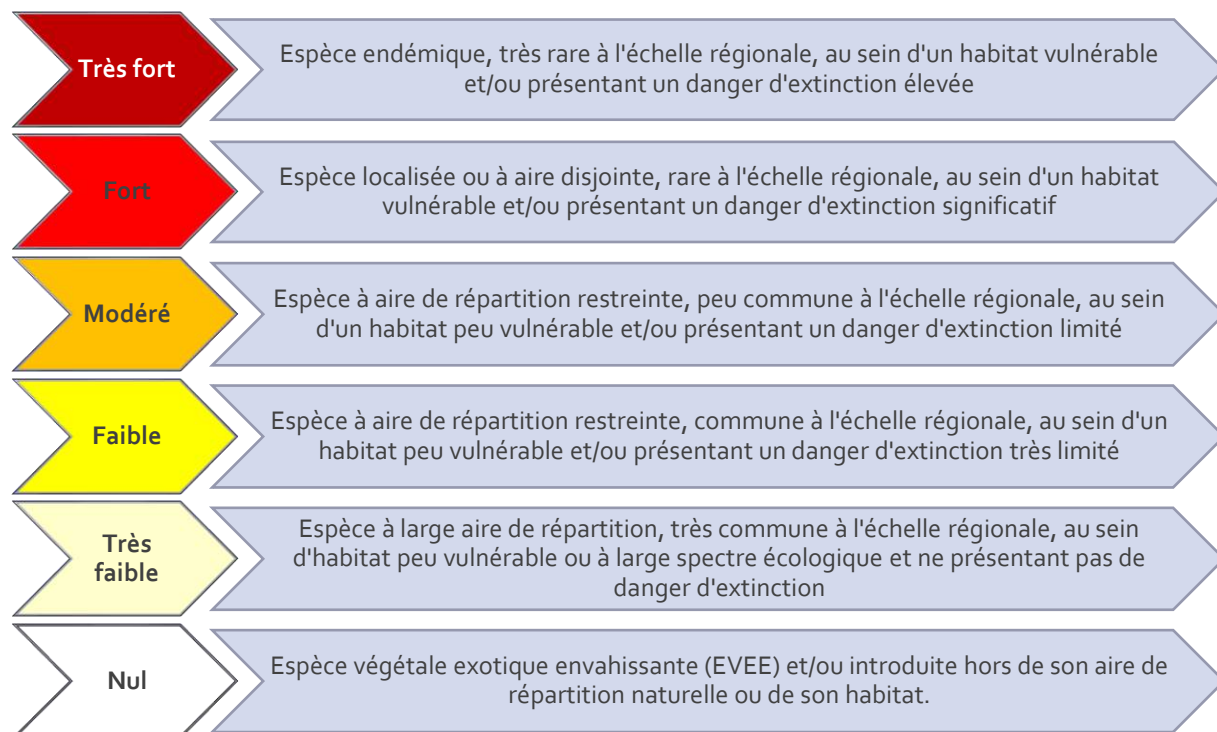 Très fort
Espèce endémique, très rare à l'échelle régionale, au sein d'un habitat vulnérable
et/ou présentant un danger d'extinction élevée
Fort
Espèce localisée ou à aire disjointe, rare à l'échelle régionale, au sein d'un habitat
vulnérable et/ou présentant un danger d'extinction significatif
Modéré
Espèce à aire de répartition restreinte, peu commune à l'échelle régionale, au sein
d'un habitat peu vulnérable et/ou présentant un danger d'extinction limité
Faible
Espèce à aire de répartition restreinte, commune à l'échelle régionale, au sein d'un
habitat peu vulnérable et/ou présentant un danger d'extinction très limité
Très
faible
Espèce à large aire de répartition, très commune à l'échelle régionale, au sein
d'habitat peu vulnérable ou à large spectre écologique et ne présentant pas de
danger d'extinction
Nul
Espèce végétale exotique envahissante (EVEE) et/ou introduite hors de son aire de
répartition naturelle ou de son habitat.